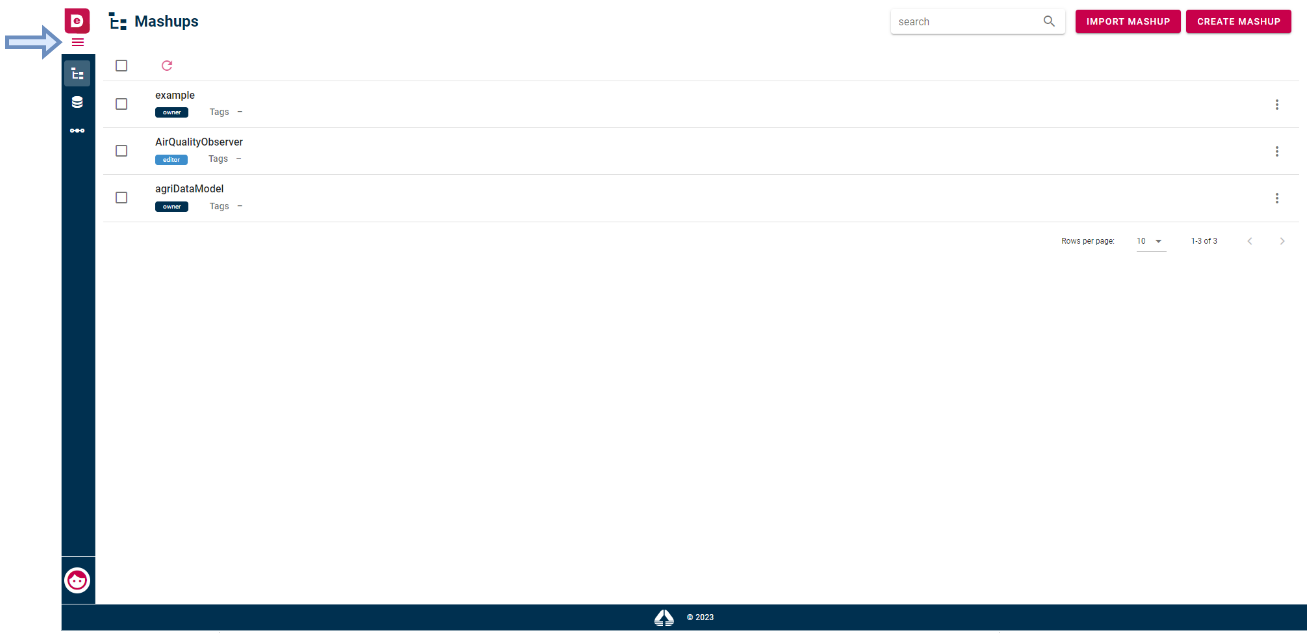 De
Mashups
search
IMPORT MASHUP
CREATE MASHUP
example
owner Tags –
AirQualityObserver
editor Tags –
agriDataModel
owner Tags –
Rows per page: 10 1-3 of 3
© 2023